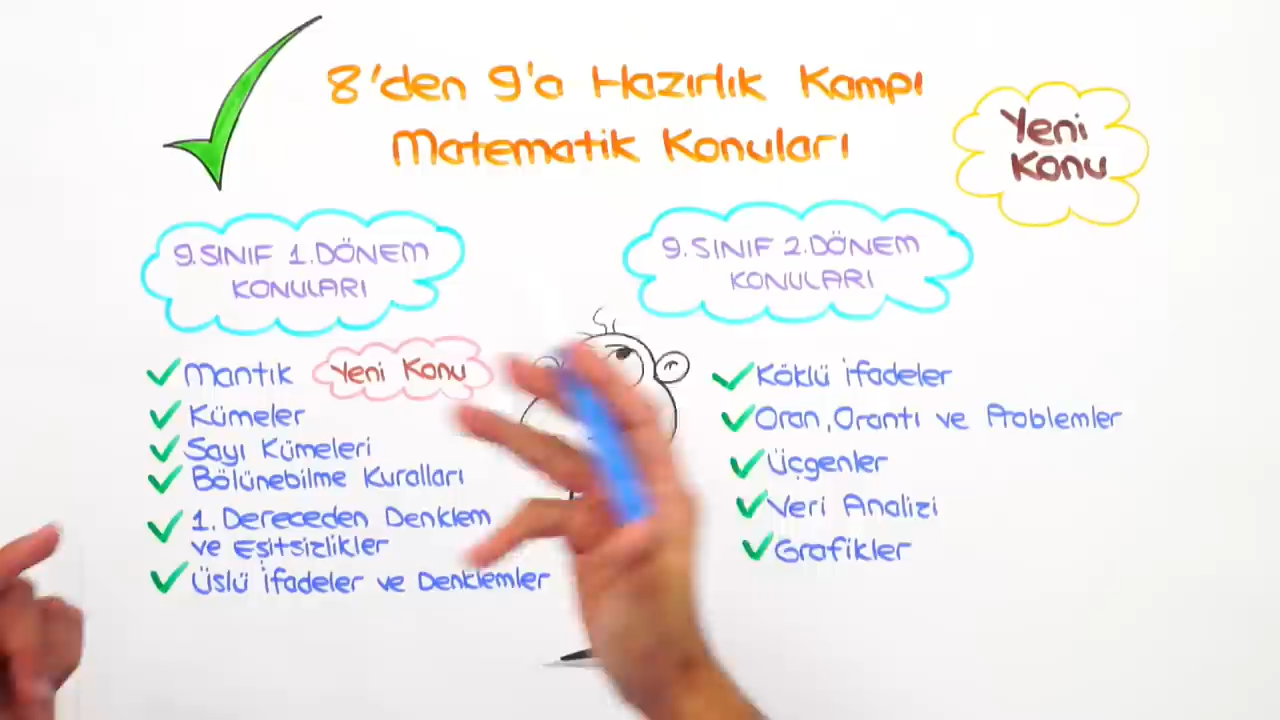 8'den 9'a Hazırlık Kampı
Matematik Konuları
Yeni
Konu
9.SINIF 1.DÖNEM
KONULARI
Mantık
Yeni Konu
Kümeler
Sayı Kümeleri
Bölünebilme Kuralları
1. Dereceden Denklem
ve Eşitsizlikler
Üslü İfadeler ve Denklemler
9.SINIF 2.DÖNEM
KONULARI
Köklü İfadeler
Oran, Orantı ve Problemler
Üçgenler
Veri Analizi
Grafikler